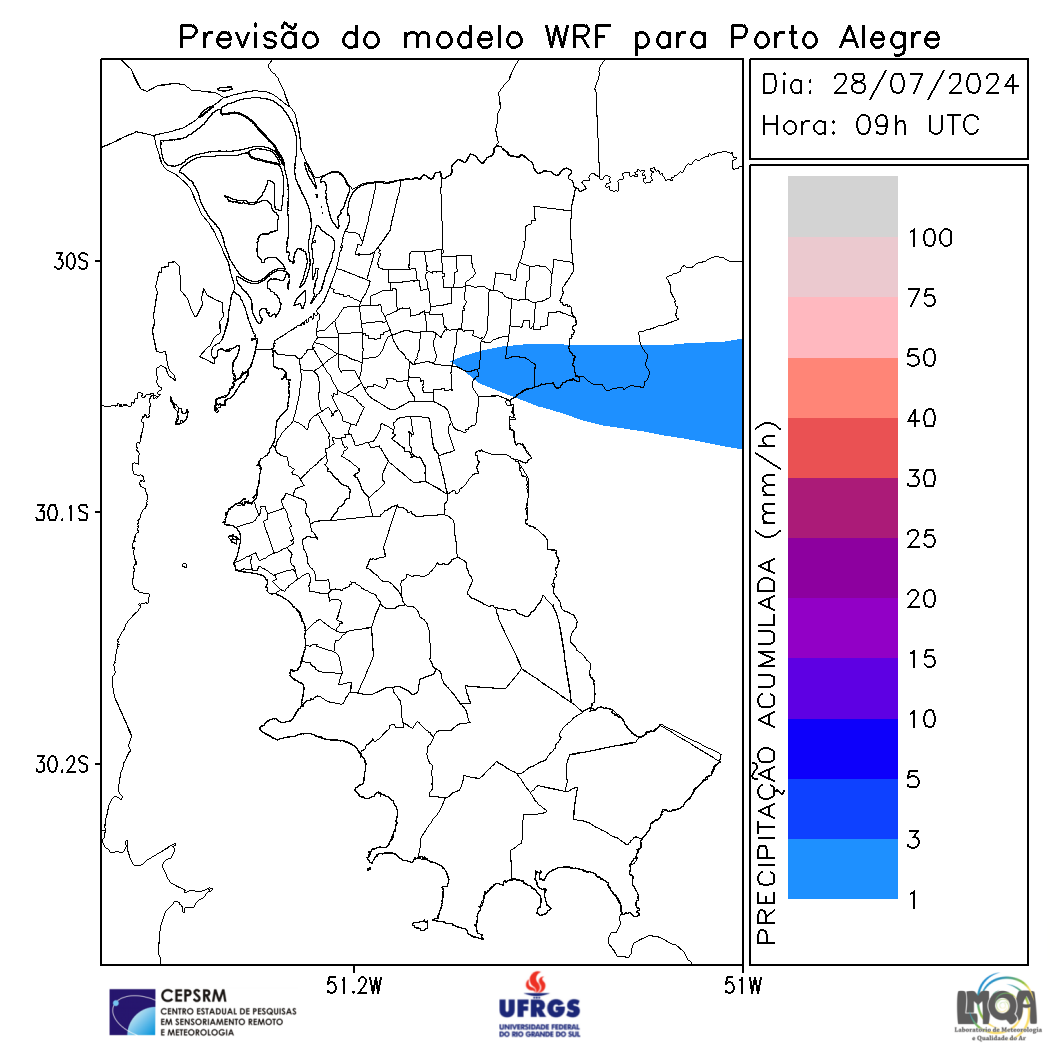 Previsão do modelo WRF para Porto Alegre
Dia: 28/07/2024
Hora: 09h UTC
30S
30.1S
30.2S
51.2W
51W
PRECIPITAÇÃO ACUMULADA (mm/h)
100
75
50
40
30
25
20
15
10
5
3
1
CEPSRM
CENTRO ESTADUAL DE PESQUISAS
EM SENSORIAMENTO REMOTO
E METEOROLOGIA
UFRGS
UNIVERSIDADE FEDERAL
DO RIO GRANDE DO SUL
LMQA
Laboratório de Meteorologia
e Qualidade do Ar